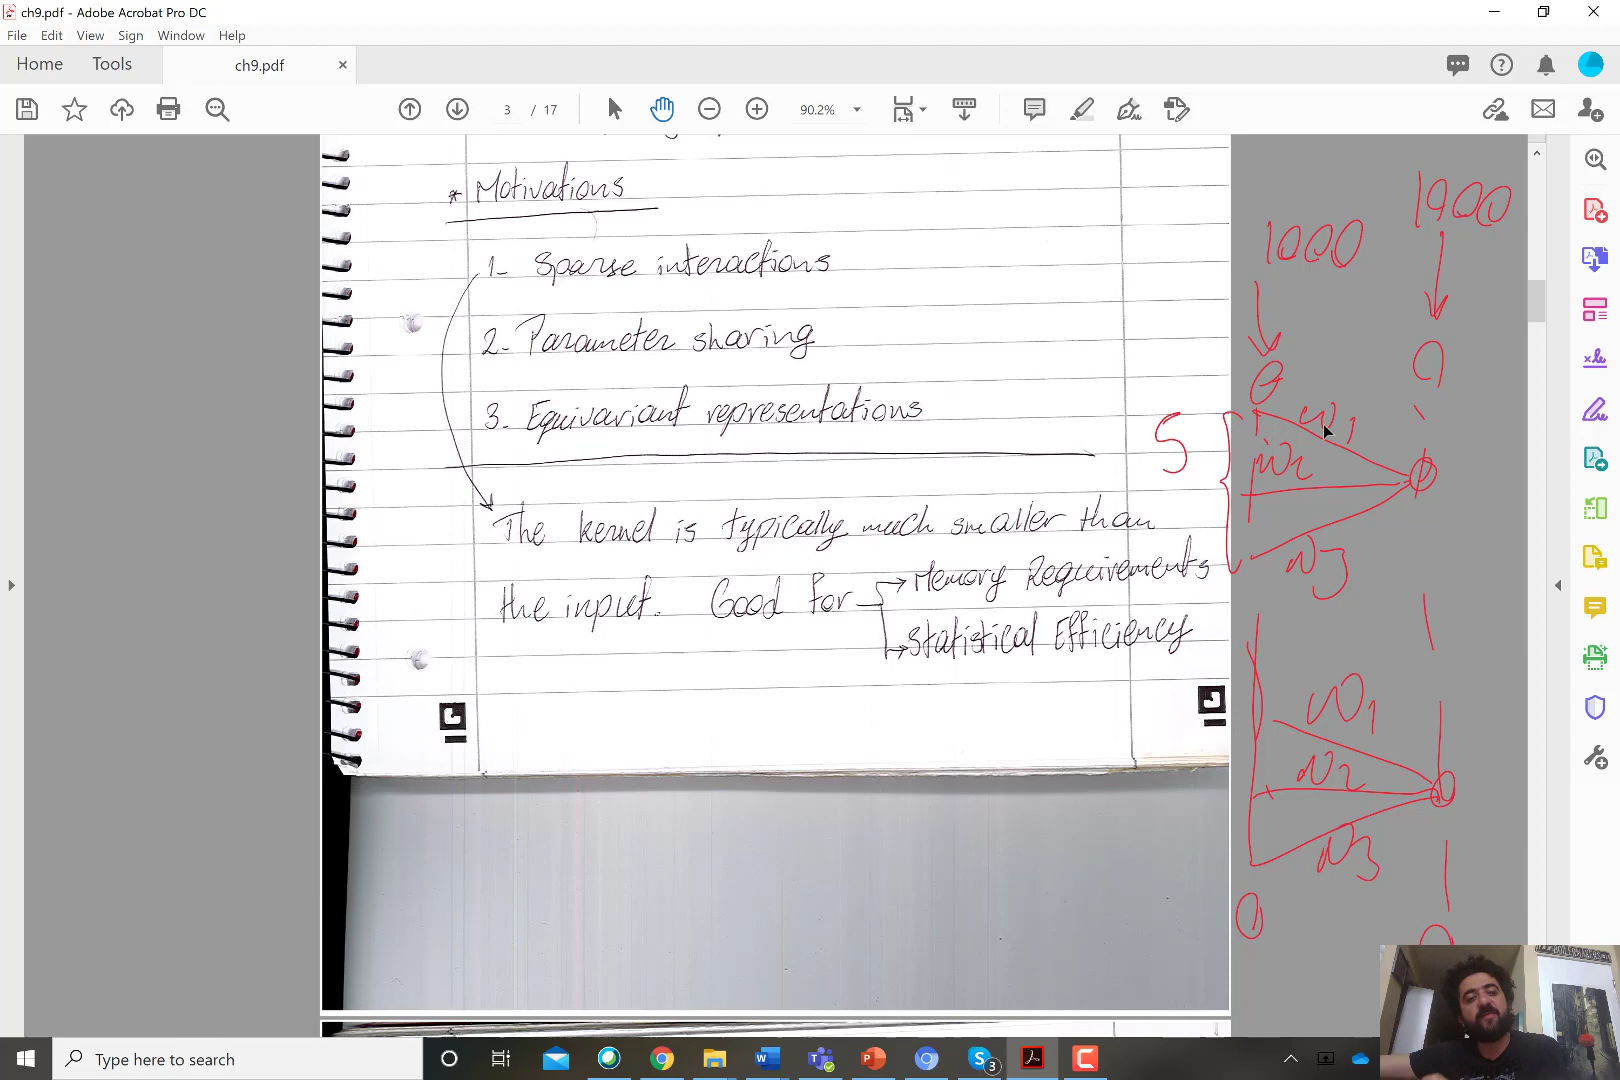 ch9.pdf - Adobe Acrobat Pro DC
File Edit View Sign Window Help
Home Tools ch9.pdf
3 / 17 90.2%
* Motivations
1- Sparse interactions
2- Parameter sharing
3- Equivariant representations
The kernel is typically much smaller than
the input. Good for → Memory Requirements
→ Statistical Efficiency
1000
1900
5
w1
w2
w3
w1
w2
w3
Type here to search
3